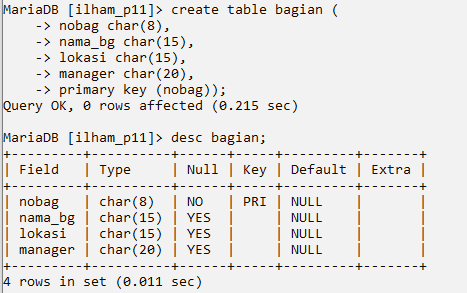 MariaDB [ilham_p11]> create table bagian (
    -> nobag char(8),
    -> nama_bg char(15),
    -> lokasi char(15),
    -> manager char(20),
    -> primary key (nobag));
Query OK, 0 rows affected (0.215 sec)

MariaDB [ilham_p11]> desc bagian;
+---------+----------+------+-----+---------+-------+
| Field   | Type     | Null | Key | Default | Extra |
+---------+----------+------+-----+---------+-------+
| nobag   | char(8)  | NO   | PRI | NULL    |       |
| nama_bg | char(15) | YES  |     | NULL    |       |
| lokasi  | char(15) | YES  |     | NULL    |       |
| manager | char(20) | YES  |     | NULL    |       |
+---------+----------+------+-----+---------+-------+
4 rows in set (0.011 sec)